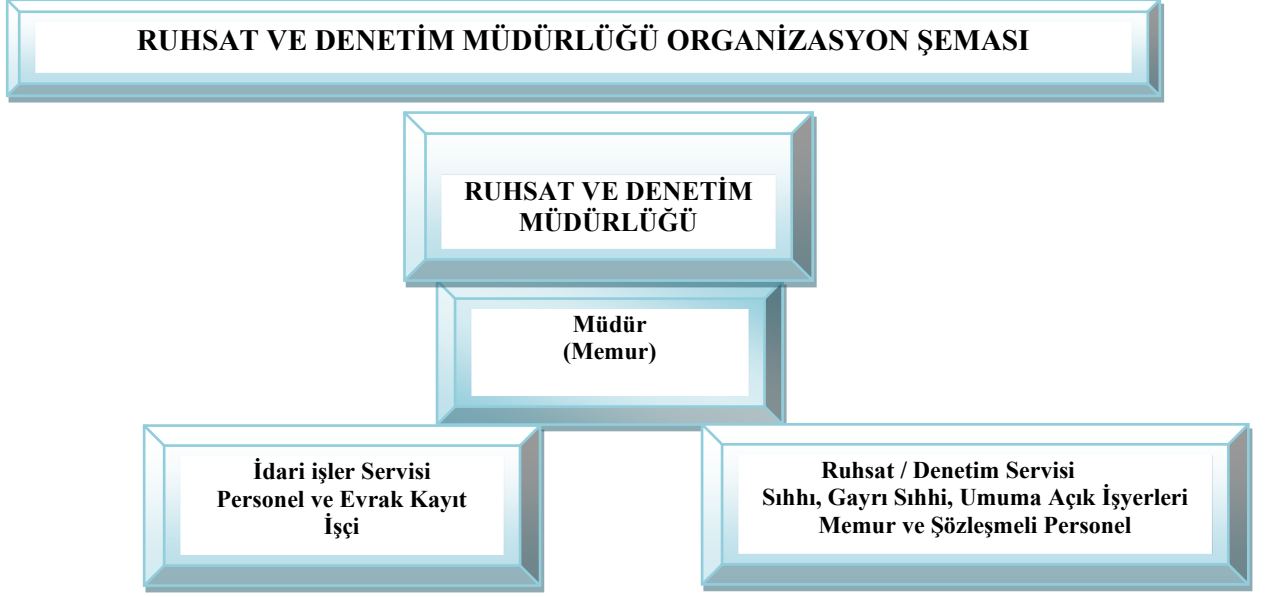 RUHSAT VE DENETİM MÜDÜRLÜĞÜ ORGANİZASYON ŞEMASI
RUHSAT VE DENETİM
MÜDÜRLÜĞÜ
Müdür
(Memur)
İdari işler Servisi
Personel ve Evrak Kayıt
İşçi
Ruhsat / Denetim Servisi
Sıhhı, Gayrı Sıhhi, Umuma Açık İşyerleri
Memur ve Şözleşmeli Personel